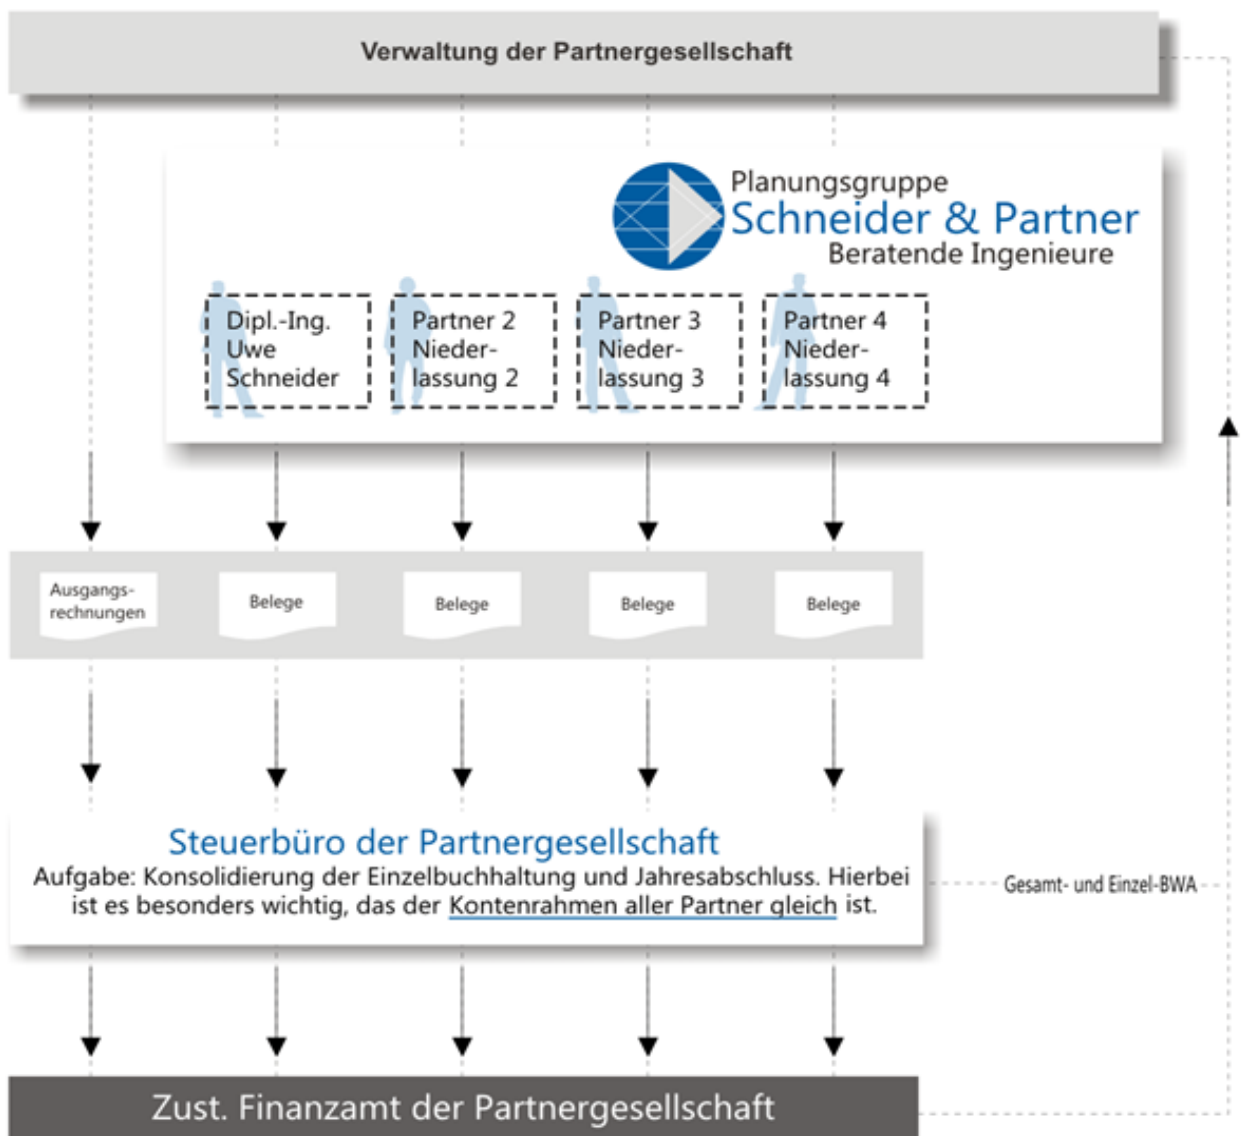 Verwaltung der Partnergesellschaft
Planungsgruppe
Schneider & Partner
Beratende Ingenieure
Dipl.-Ing.
Uwe
Schneider
Partner 2
Nieder-
lassung 2
Partner 3
Nieder-
lassung 3
Partner 4
Nieder-
lassung 4
Ausgangs-
rechnungen
Belege
Belege
Belege
Belege
Steuerbüro der Partnergesellschaft
Aufgabe: Konsolidierung der Einzelbuchhaltung und Jahresabschluss. Hierbei
ist es besonders wichtig, das der Kontenrahmen aller Partner gleich ist.
Gesamt- und Einzel-BWA
Zust. Finanzamt der Partnergesellschaft